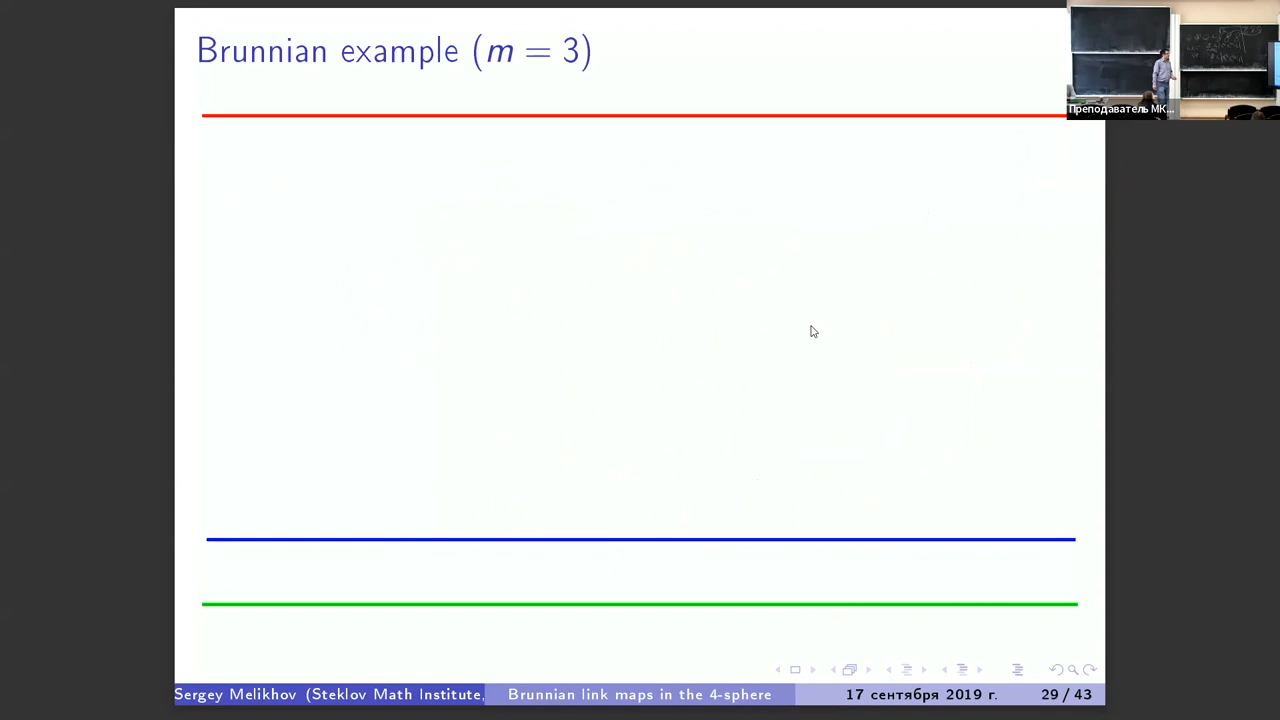 Brunnian example (m = 3)
Преподаватель МК...
Sergey Melikhov (Steklov Math Institute,
Brunnian link maps in the 4-sphere
17 сентября 2019 г.
29 / 43